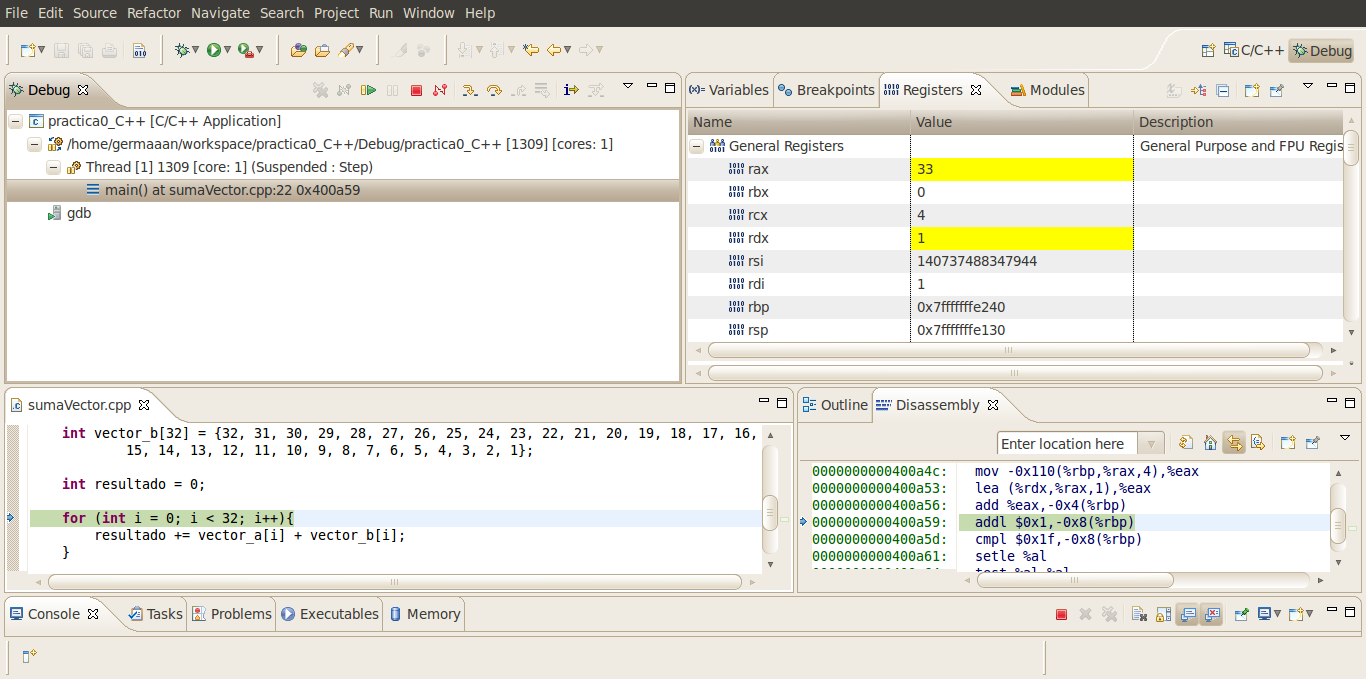 File Edit Source Refactor Navigate Search Project Run Window Help
C/C++ Debug
Debug
practica0_C++ [C/C++ Application]
/home/germaaan/workspace/practica0_C++/Debug/practica0_C++ [1309] [cores: 1]
Thread [1] 1309 [core: 1] (Suspended : Step)
main() at sumaVector.cpp:22 0x400a59
gdb
Variables Breakpoints Registers Modules
Name Value Description
General Registers General Purpose and FPU Regis
rax 33
rbx 0
rcx 4
rdx 1
rsi 140737488347944
rdi 1
rbp 0x7fffffffe240
rsp 0x7fffffffe130
sumaVector.cpp
int vector_b[32] = {32, 31, 30, 29, 28, 27, 26, 25, 24, 23, 22, 21, 20, 19, 18, 17, 16,
15, 14, 13, 12, 11, 10, 9, 8, 7, 6, 5, 4, 3, 2, 1};
int resultado = 0;
for (int i = 0; i < 32; i++){
resultado += vector_a[i] + vector_b[i];
}
Outline Disassembly
Enter location here
0000000000400a4c: mov -0x110(%rbp,%rax,4),%eax
0000000000400a53: lea (%rdx,%rax,1),%eax
0000000000400a56: add %eax,-0x4(%rbp)
0000000000400a59: addl $0x1,-0x8(%rbp)
0000000000400a5d: cmpl $0x1f,-0x8(%rbp)
0000000000400a61: setle %al
Console Tasks Problems Executables Memory